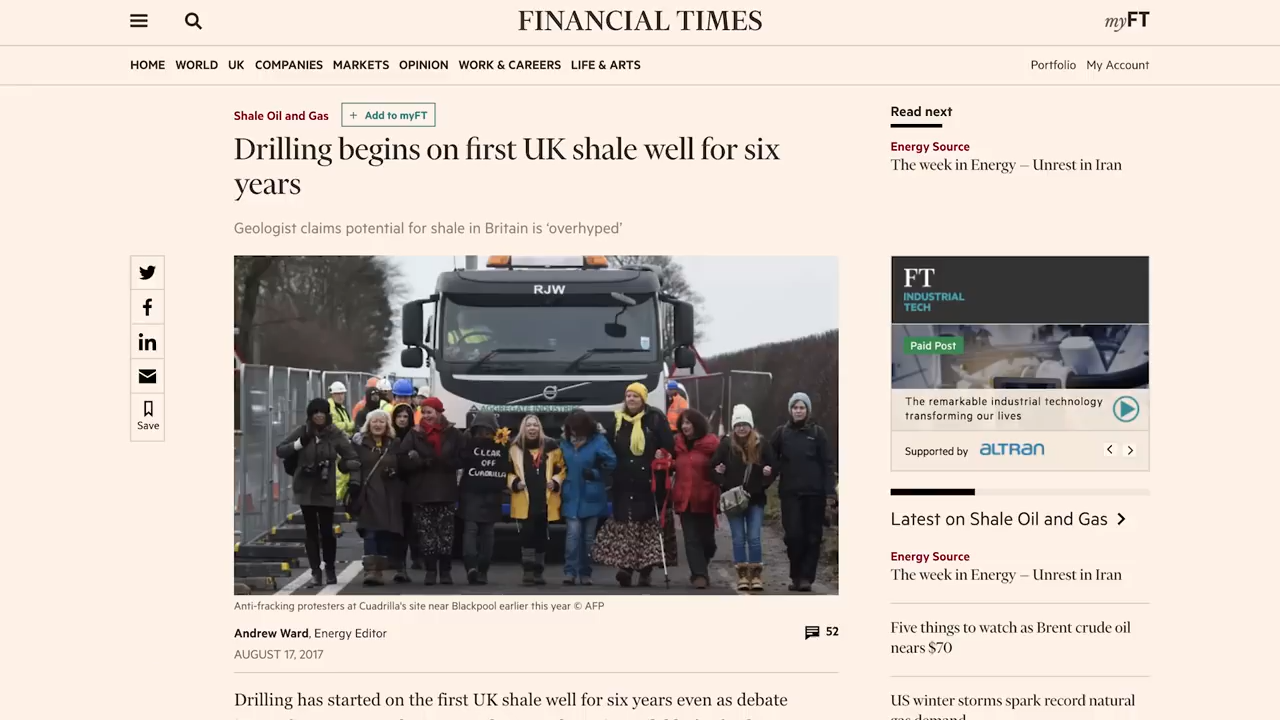 FINANCIAL TIMES
myFT
HOME WORLD UK COMPANIES MARKETS OPINION WORK & CAREERS LIFE & ARTS
Portfolio My Account
Shale Oil and Gas
+ Add to myFT
Drilling begins on first UK shale well for six
years
Geologist claims potential for shale in Britain is ‘overhyped’
Save
RJW
AGGREGATE INDUSTRIES
CLEAR
OFF
CUADRILLA
Anti-fracking protesters at Cuadrilla's site near Blackpool earlier this year © AFP
Andrew Ward, Energy Editor
52
AUGUST 17, 2017
Drilling has started on the first UK shale well for six years even as debate
Read next
Energy Source
The week in Energy – Unrest in Iran
FT
INDUSTRIAL
TECH
Paid Post
The remarkable industrial technology
transforming our lives
Supported by ALTRAN
Latest on Shale Oil and Gas
Energy Source
The week in Energy – Unrest in Iran
Five things to watch as Brent crude oil
nears $70
US winter storms spark record natural
gas demand